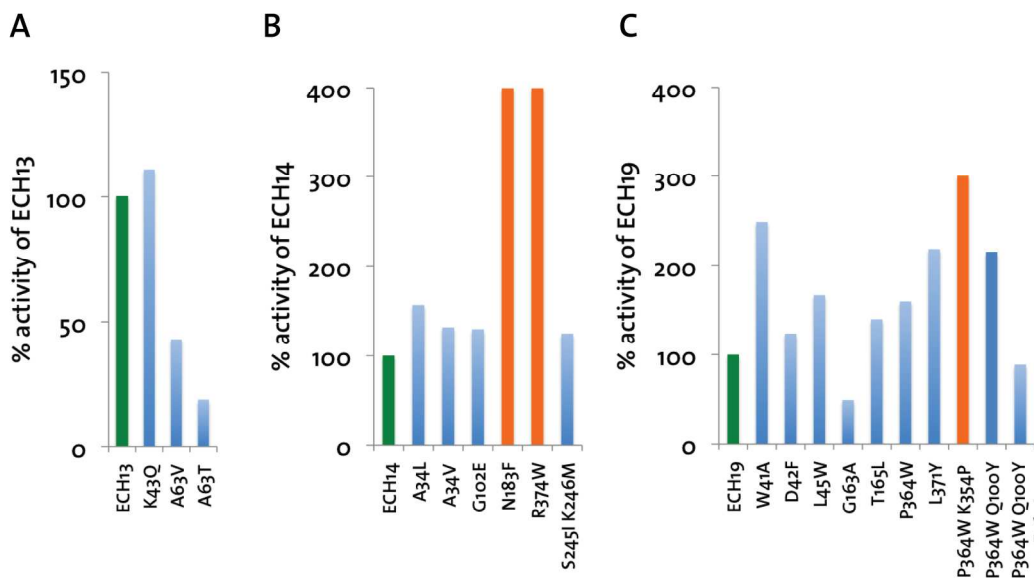 A
B
C
% activity of ECH13
150
100
50
0
ECH13
K43Q
A63V
A63T
% activity of ECH14
400
300
200
100
0
ECH14
A34L
A34V
G102E
N183F
R374W
S245I K246M
% activity of ECH19
400
300
200
100
0
ECH19
W41A
D42F
L45W
G163A
T165L
P364W
L371Y
P364W K354P
P364W Q100Y
P364W Q100Y